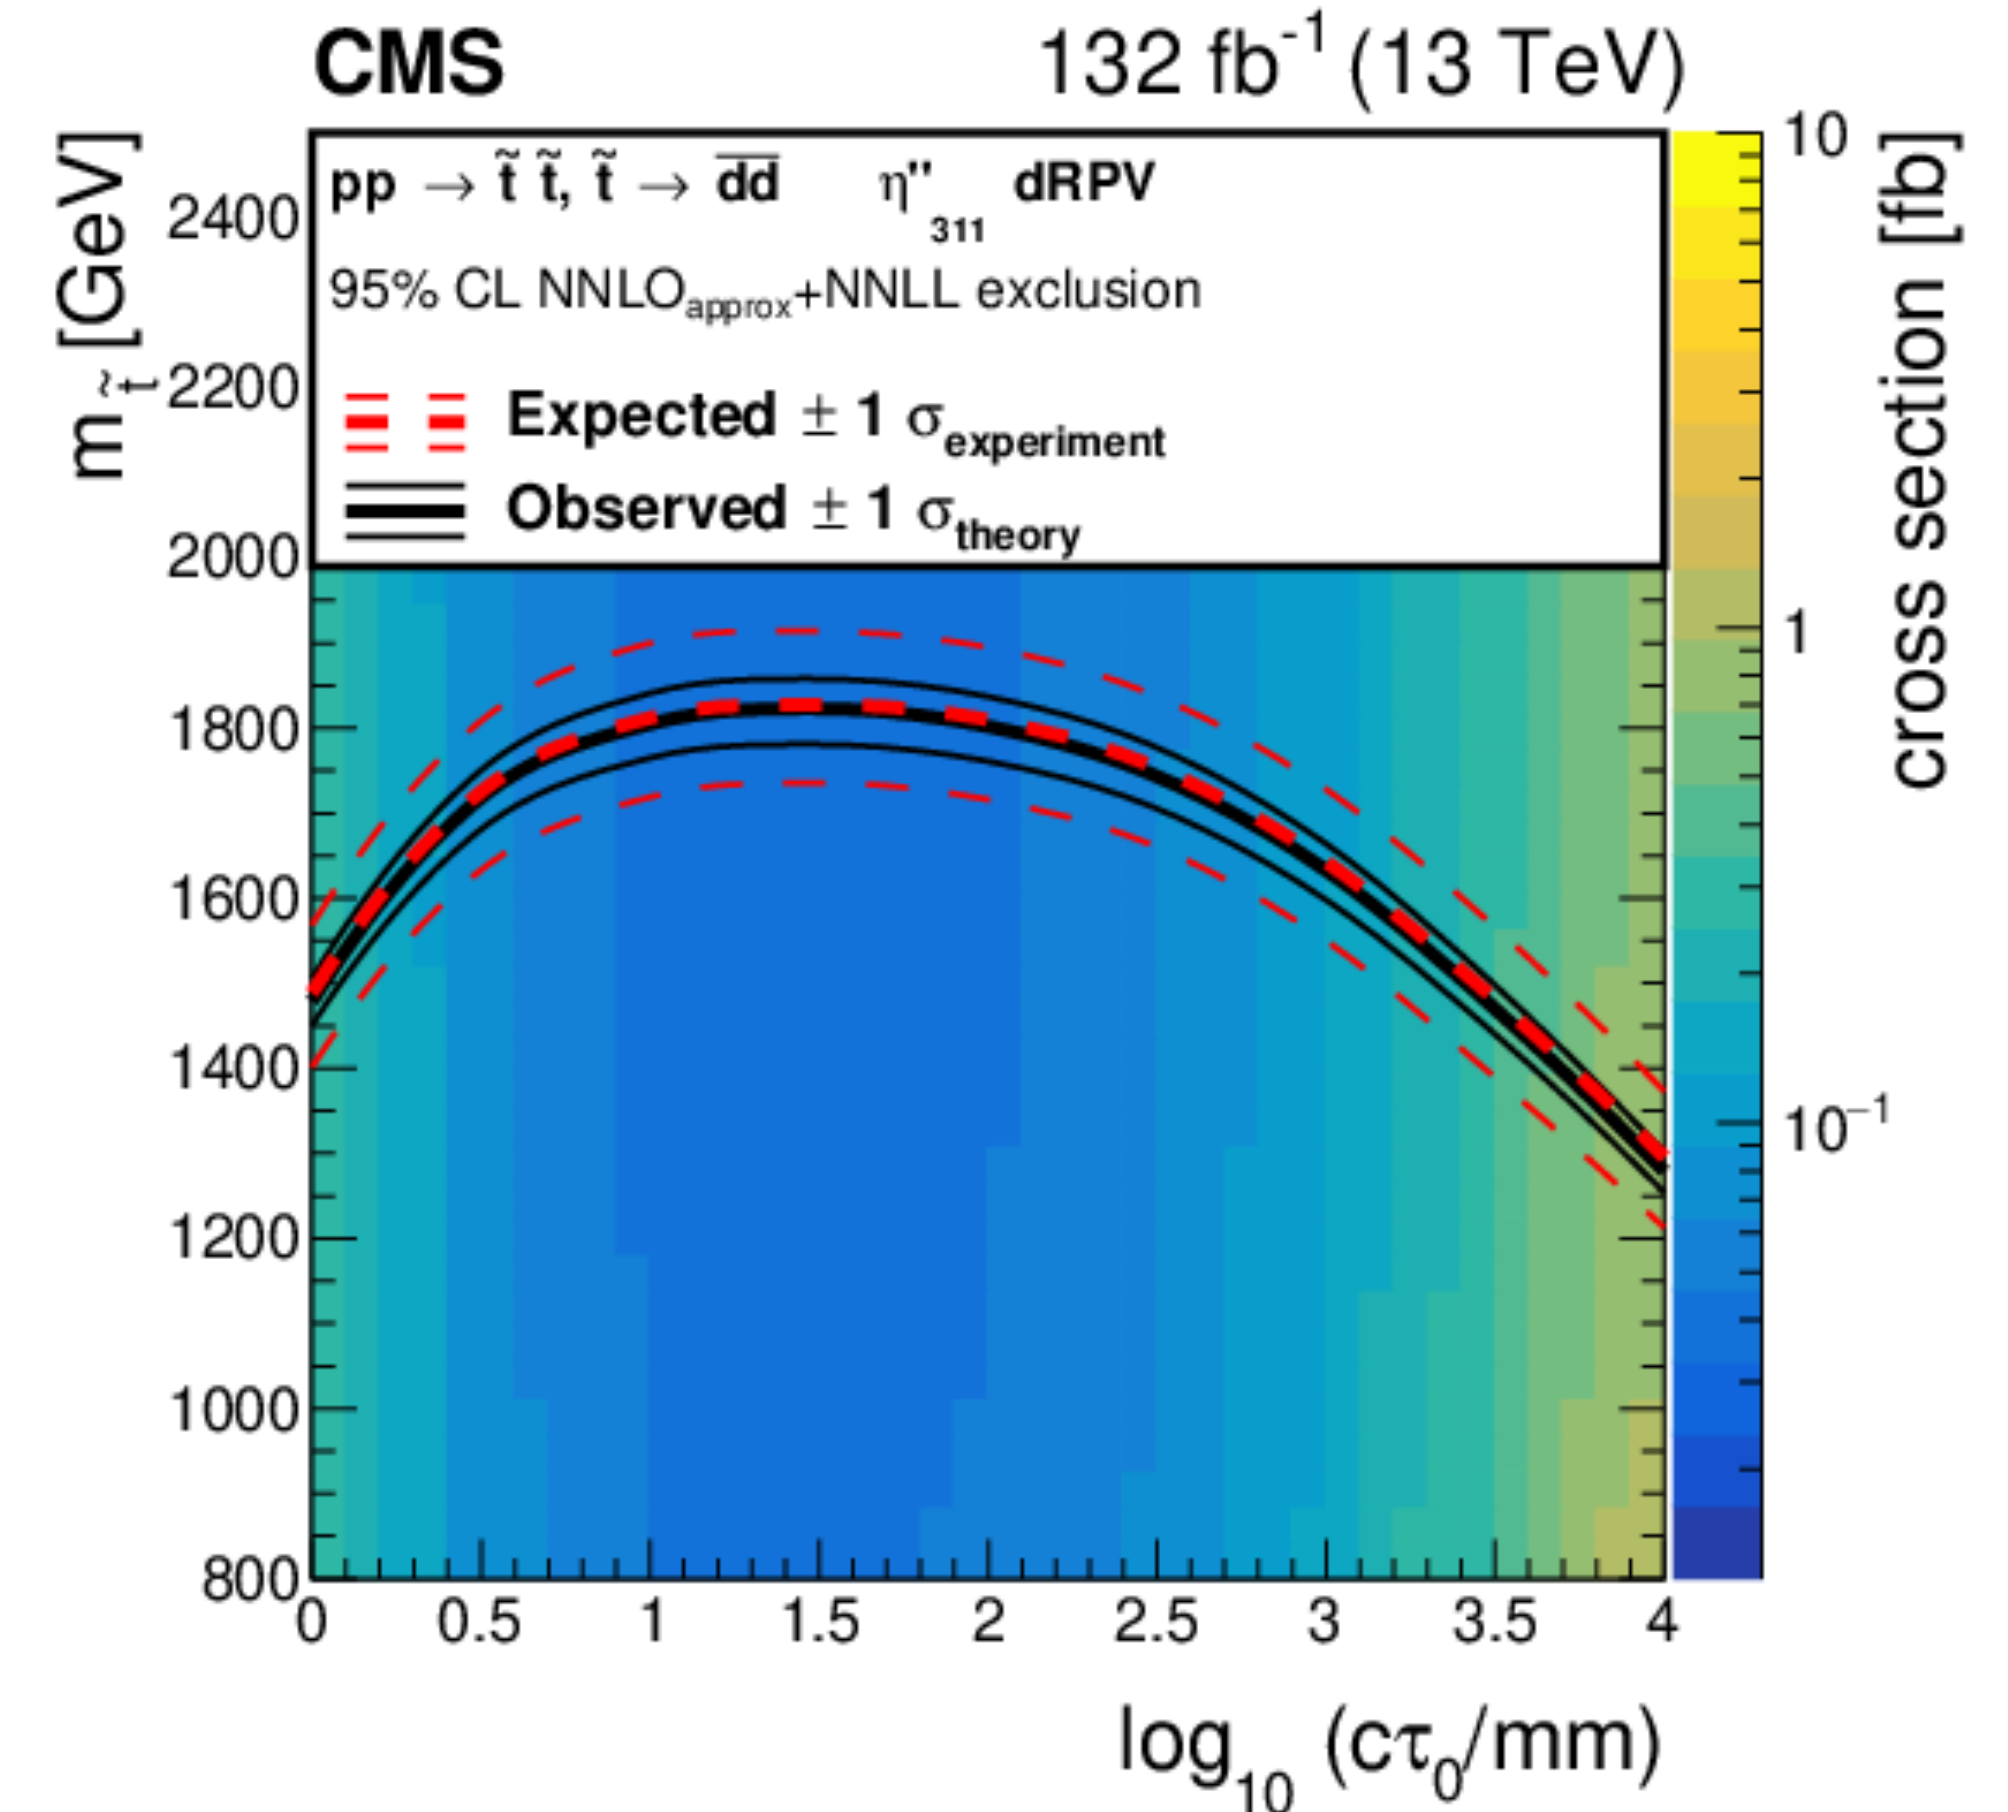 CMS 132 fb⁻¹ (13 TeV)
pp → t̃ t̃, t̃ → d̅d̅ η''₃₁₁ dRPV
95% CL NNLOapprox+NNLL exclusion
Expected ± 1 σexperiment
Observed ± 1 σtheory
m t̃ [GeV]
2400
2200
2000
1800
1600
1400
1200
1000
800
0 0.5 1 1.5 2 2.5 3 3.5 4
log₁₀ (cτ₀/mm)
10
1
10⁻¹
cross section [fb]